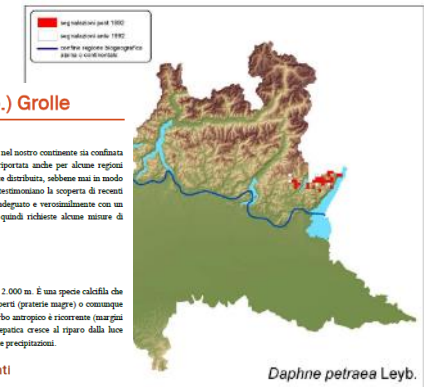 segnalazioni post 1992
segnalazioni ante 1992
confine regione biogeografica
alpina o continentale
.) Grolle
nel nostro continente sia confinata
riportata anche per alcune regioni
e distribuita, sebbene mai in modo
testimoniano la scoperta di recenti
adeguato e verosimilmente con un
quindi richieste alcune misure di
2.000 m. É una specie calcifila che
perti (praterie magre) o comunque
rbo antropico è ricorrente (margini
epatica cresce al riparo dalla luce
e precipitazioni.
ti
Daphne petraea Leyb.